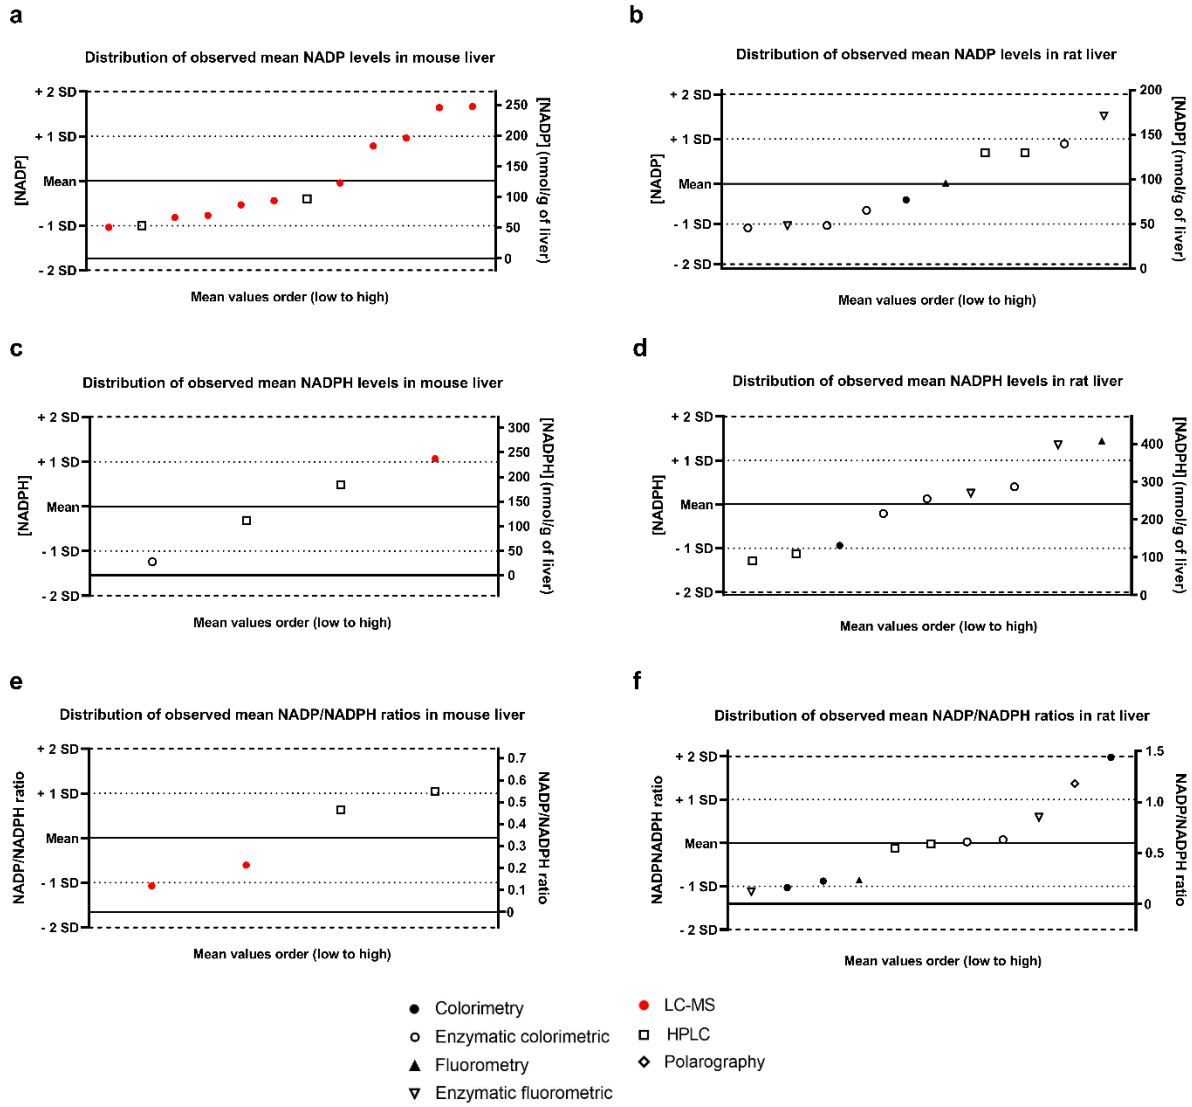 a
Distribution of observed mean NADP levels in mouse liver
+ 2 SD
+ 1 SD
Mean
- 1 SD
- 2 SD
[NADP]
250
200
150
100
50
0
[NADP] (nmol/g of liver)
Mean values order (low to high)
b
Distribution of observed mean NADP levels in rat liver
+ 2 SD
+ 1 SD
Mean
- 1 SD
- 2 SD
[NADP]
200
150
100
50
0
[NADP] (nmol/g of liver)
Mean values order (low to high)
c
Distribution of observed mean NADPH levels in mouse liver
+ 2 SD
+ 1 SD
Mean
- 1 SD
- 2 SD
[NADPH]
300
250
200
150
100
50
0
[NADPH] (nmol/g of liver)
Mean values order (low to high)
d
Distribution of observed mean NADPH levels in rat liver
+ 2 SD
+ 1 SD
Mean
- 1 SD
- 2 SD
[NADPH]
400
300
200
100
0
[NADPH] (nmol/g of liver)
Mean values order (low to high)
e
Distribution of observed mean NADP/NADPH ratios in mouse liver
+ 2 SD
+ 1 SD
Mean
- 1 SD
- 2 SD
NADP/NADPH ratio
0.7
0.6
0.5
0.4
0.3
0.2
0.1
0
NADP/NADPH ratio
Mean values order (low to high)
f
Distribution of observed mean NADP/NADPH ratios in rat liver
+ 2 SD
+ 1 SD
Mean
- 1 SD
- 2 SD
NADPNADPH ratio
1.5
1.0
0.5
0
NADP/NADPH ratio
Mean values order (low to high)
Colorimetry
Enzymatic colorimetric
Fluorometry
Enzymatic fluorometric
LC-MS
HPLC
Polarography